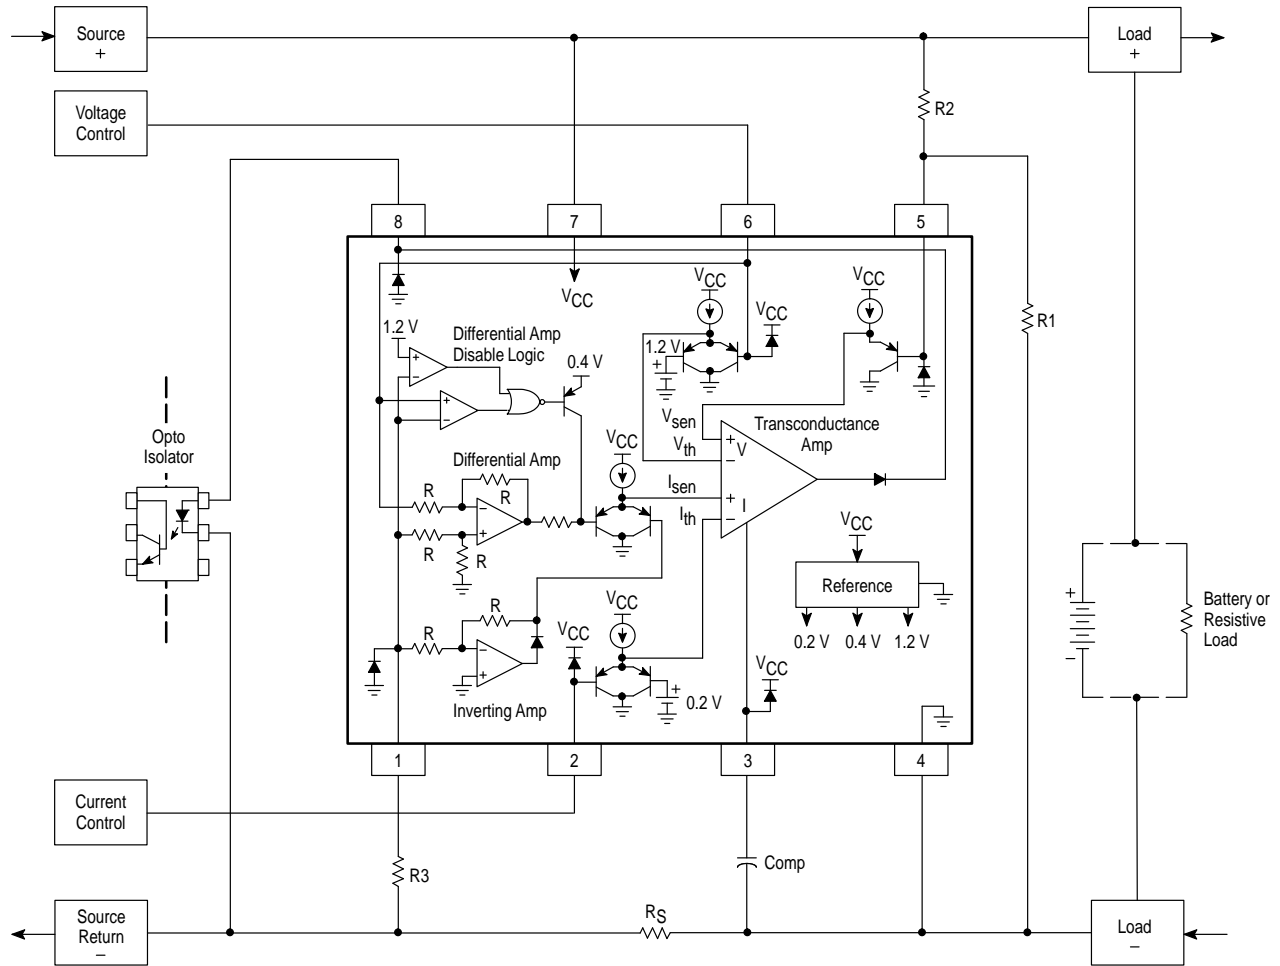 Source
+
Load
+
Voltage
Control
R2
8
7
6
5
VCC
1.2 V
Differential Amp
Disable Logic
0.4 V
VCC
VCC
VCC
1.2 V
+
R1
+
−
+
−
Opto
Isolator
Vsen
Vth
Isen
Ith
+
V
−
+
I
−
Transconductance
Amp
Differential Amp
R
R
−
+
R
R
VCC
VCC
Reference
0.2 V
0.4 V
1.2 V
+
−
Battery or
Resistive
Load
R
R
−
+
Inverting Amp
VCC
VCC
+
0.2 V
VCC
1
2
3
4
Current
Control
R3
Comp
Source
Return
−
RS
Load
−